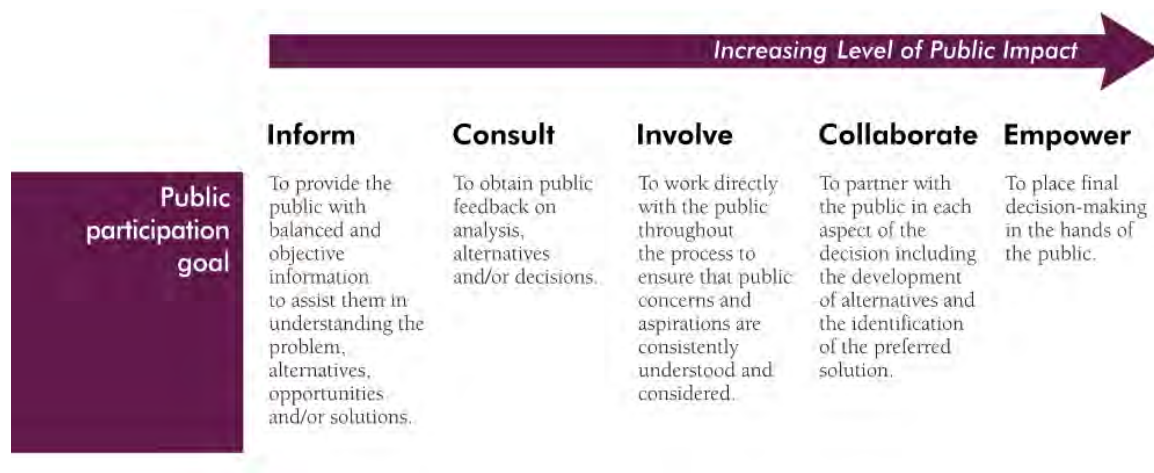 Increasing Level of Public Impact
Inform
Consult
Involve
Collaborate
Empower
Public
participation
goal
To provide the
public with
balanced and
objective
information
to assist them in
understanding the
problem,
alternatives,
opportunities
and/or solutions.
To obtain public
feedback on
analysis,
alternatives
and/or decisions.
To work directly
with the public
throughout
the process to
ensure that public
concerns and
aspirations are
consistently
understood and
considered.
To partner with
the public in each
aspect of the
decision including
the development
of alternatives and
the identification
of the preferred
solution.
To place final
decision-making
in the hands of
the public.